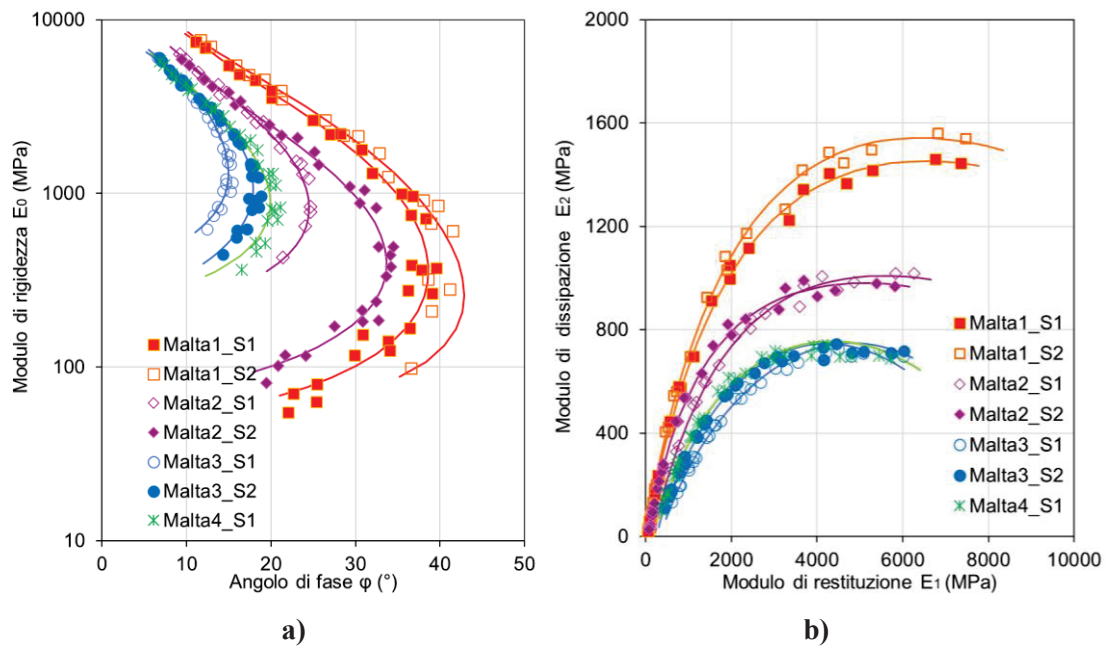 10000
1000
100
10
Modulo di rigidezza E0 (MPa)
Malta1_S1
Malta1_S2
Malta2_S1
Malta2_S2
Malta3_S1
Malta3_S2
Malta4_S1
0 10 20 30 40 50
Angolo di fase φ (°)
a)
2000
1600
1200
800
400
0
Modulo di dissipazione E2 (MPa)
Malta1_S1
Malta1_S2
Malta2_S1
Malta2_S2
Malta3_S1
Malta3_S2
Malta4_S1
0 2000 4000 6000 8000 10000
Modulo di restituzione E1 (MPa)
b)